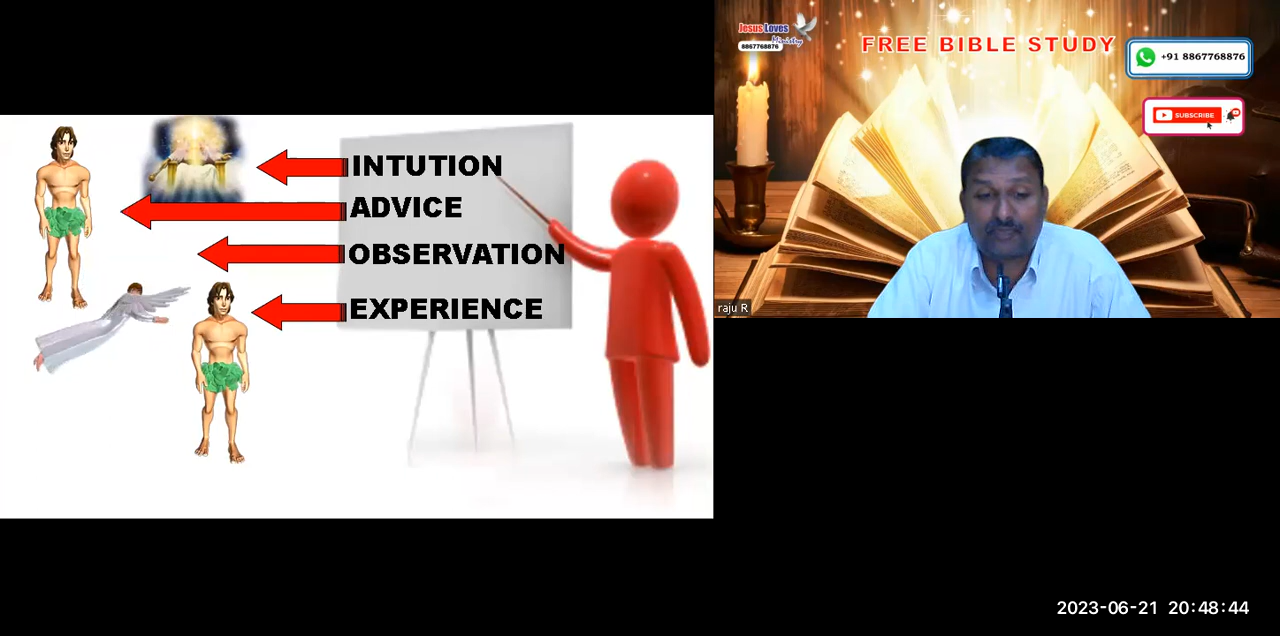 INTUTION
ADVICE
OBSERVATION
EXPERIENCE
Jesus Loves
Ministry
8867768876
FREE BIBLE STUDY
+91 8867768876
SUBSCRIBE
raju R
2023-06-21 20:48:44